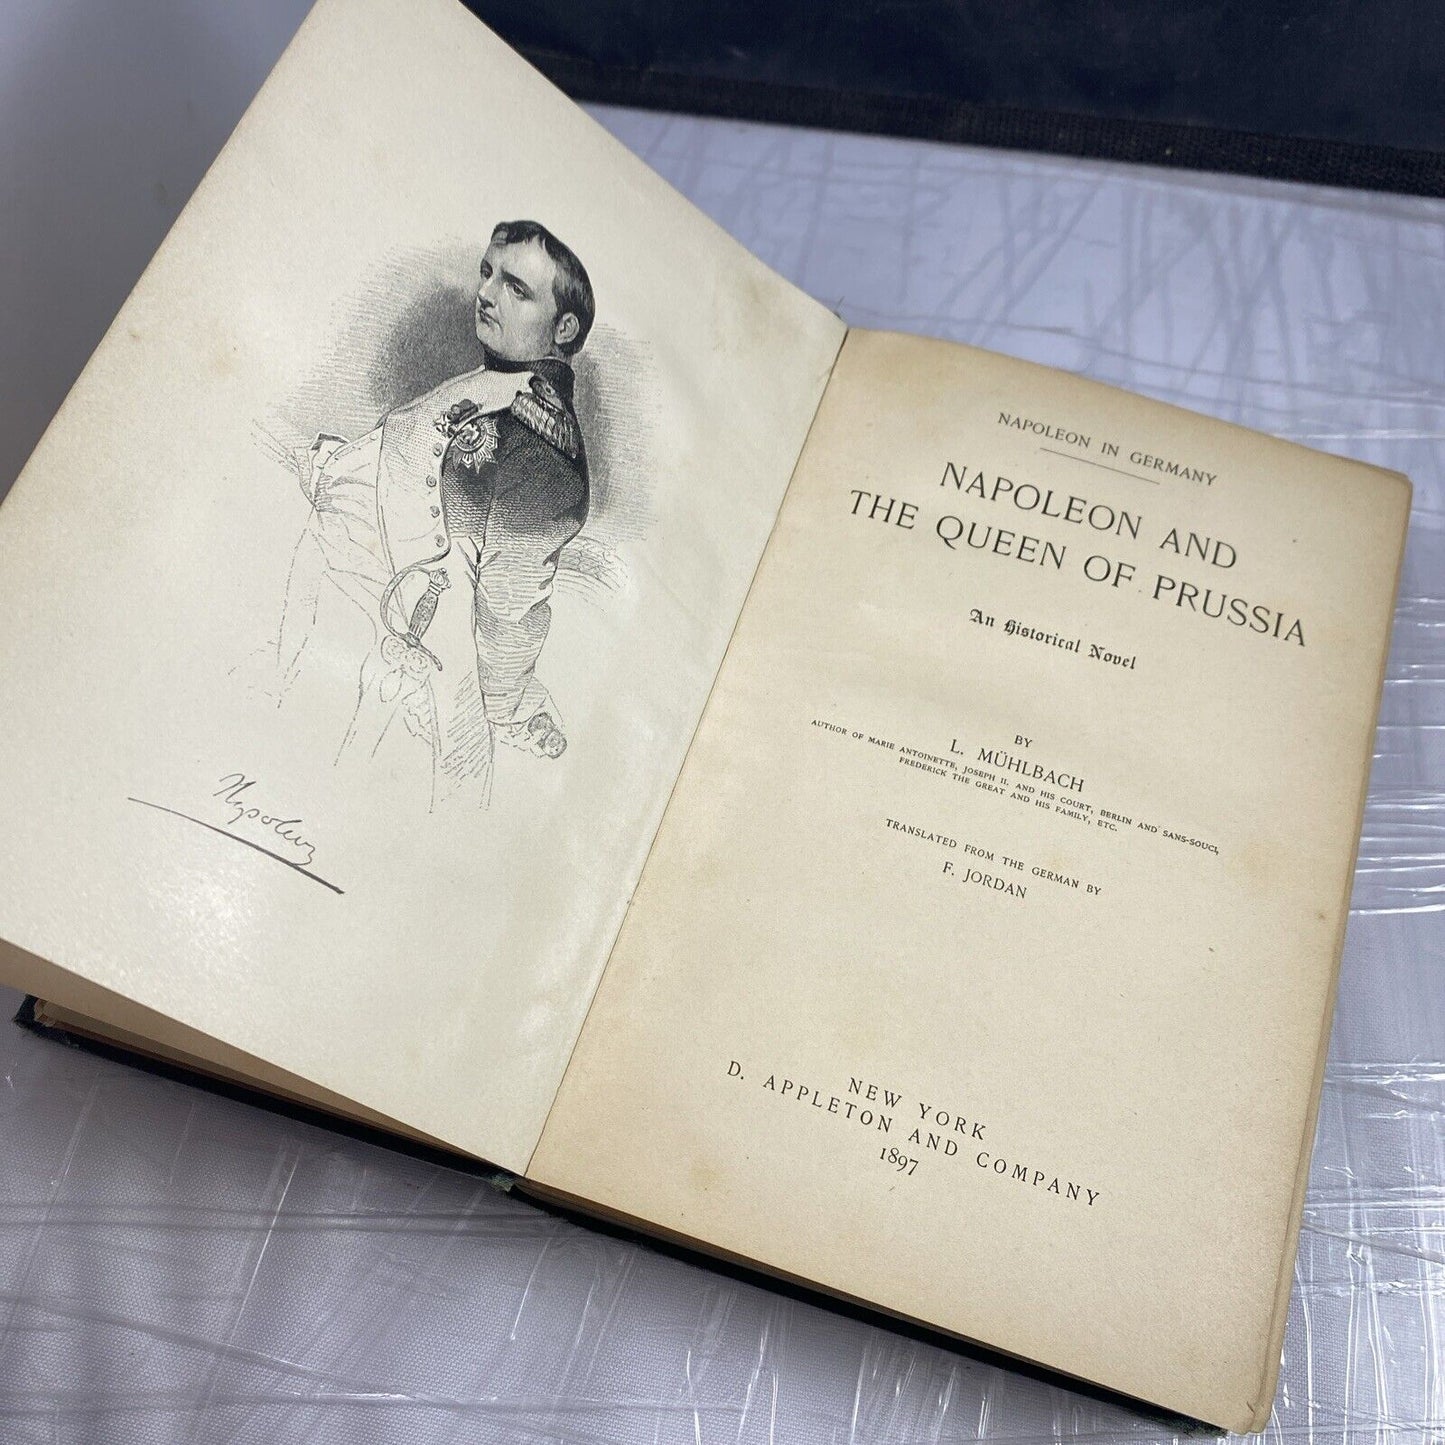 Napoleon
NAPOLEON IN GERMANY
NAPOLEON AND
THE QUEEN OF PRUSSIA
An Historical Novel
BY
L. MÜHLBACH
AUTHOR OF MARIE ANTOINETTE, JOSEPH II. AND HIS COURT, BERLIN AND SANS-SOUCI,
FREDERICK THE GREAT AND HIS FAMILY, ETC.
TRANSLATED FROM THE GERMAN BY
F. JORDAN
NEW YORK
D. APPLETON AND COMPANY
1897